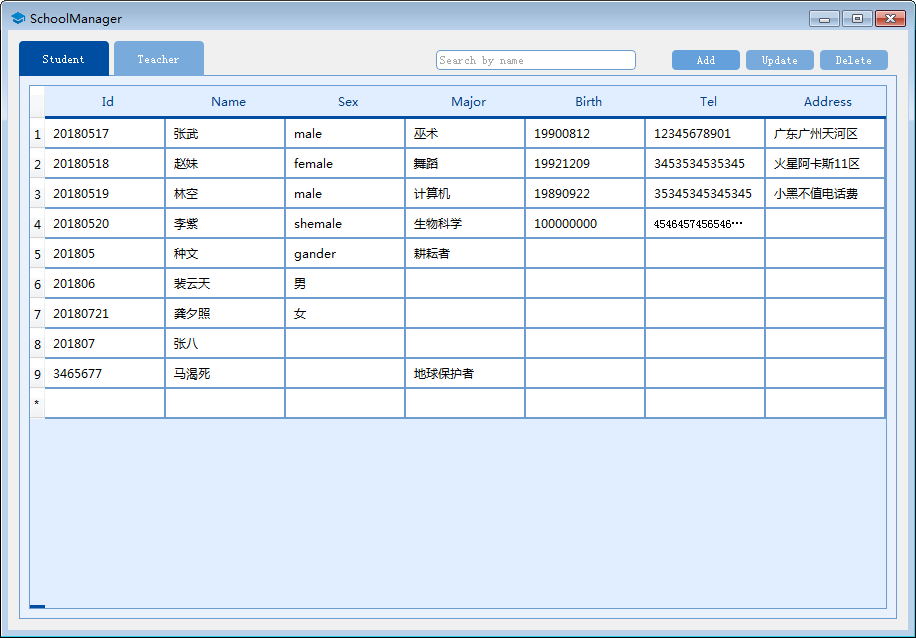 SchoolManager
Student Teacher Search by name Add Update Delete
Id Name Sex Major Birth Tel Address
1 20180517 张武 male 巫术 19900812 12345678901 广东广州天河区
2 20180518 赵妹 female 舞蹈 19921209 3453534535345 火星阿卡斯11区
3 20180519 林空 male 计算机 19890922 35345345345345 小黑不值电话费
4 20180520 李紫 shemale 生物科学 100000000 4546457456546…
5 201805 种文 gander 耕耘者
6 201806 裴云天 男
7 20180721 龚夕照 女
8 201807 张八
9 3465677 马渴死 地球保护者
*